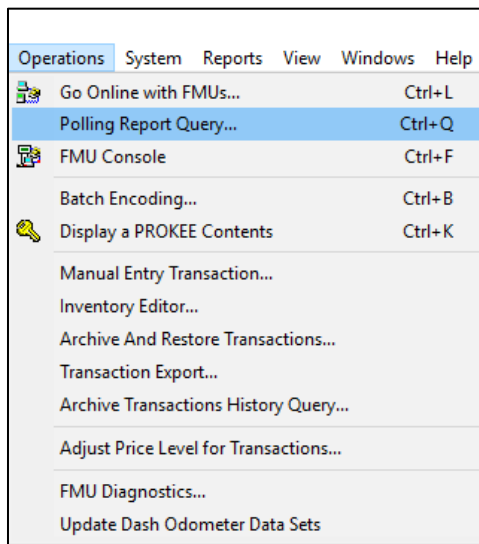 Operations System Reports View Windows Help
Go Online with FMUs... Ctrl+L
Polling Report Query... Ctrl+Q
FMU Console Ctrl+F
Batch Encoding... Ctrl+B
Display a PROKEE Contents Ctrl+K
Manual Entry Transaction...
Inventory Editor...
Archive And Restore Transactions...
Transaction Export...
Archive Transactions History Query...
Adjust Price Level for Transactions...
FMU Diagnostics...
Update Dash Odometer Data Sets